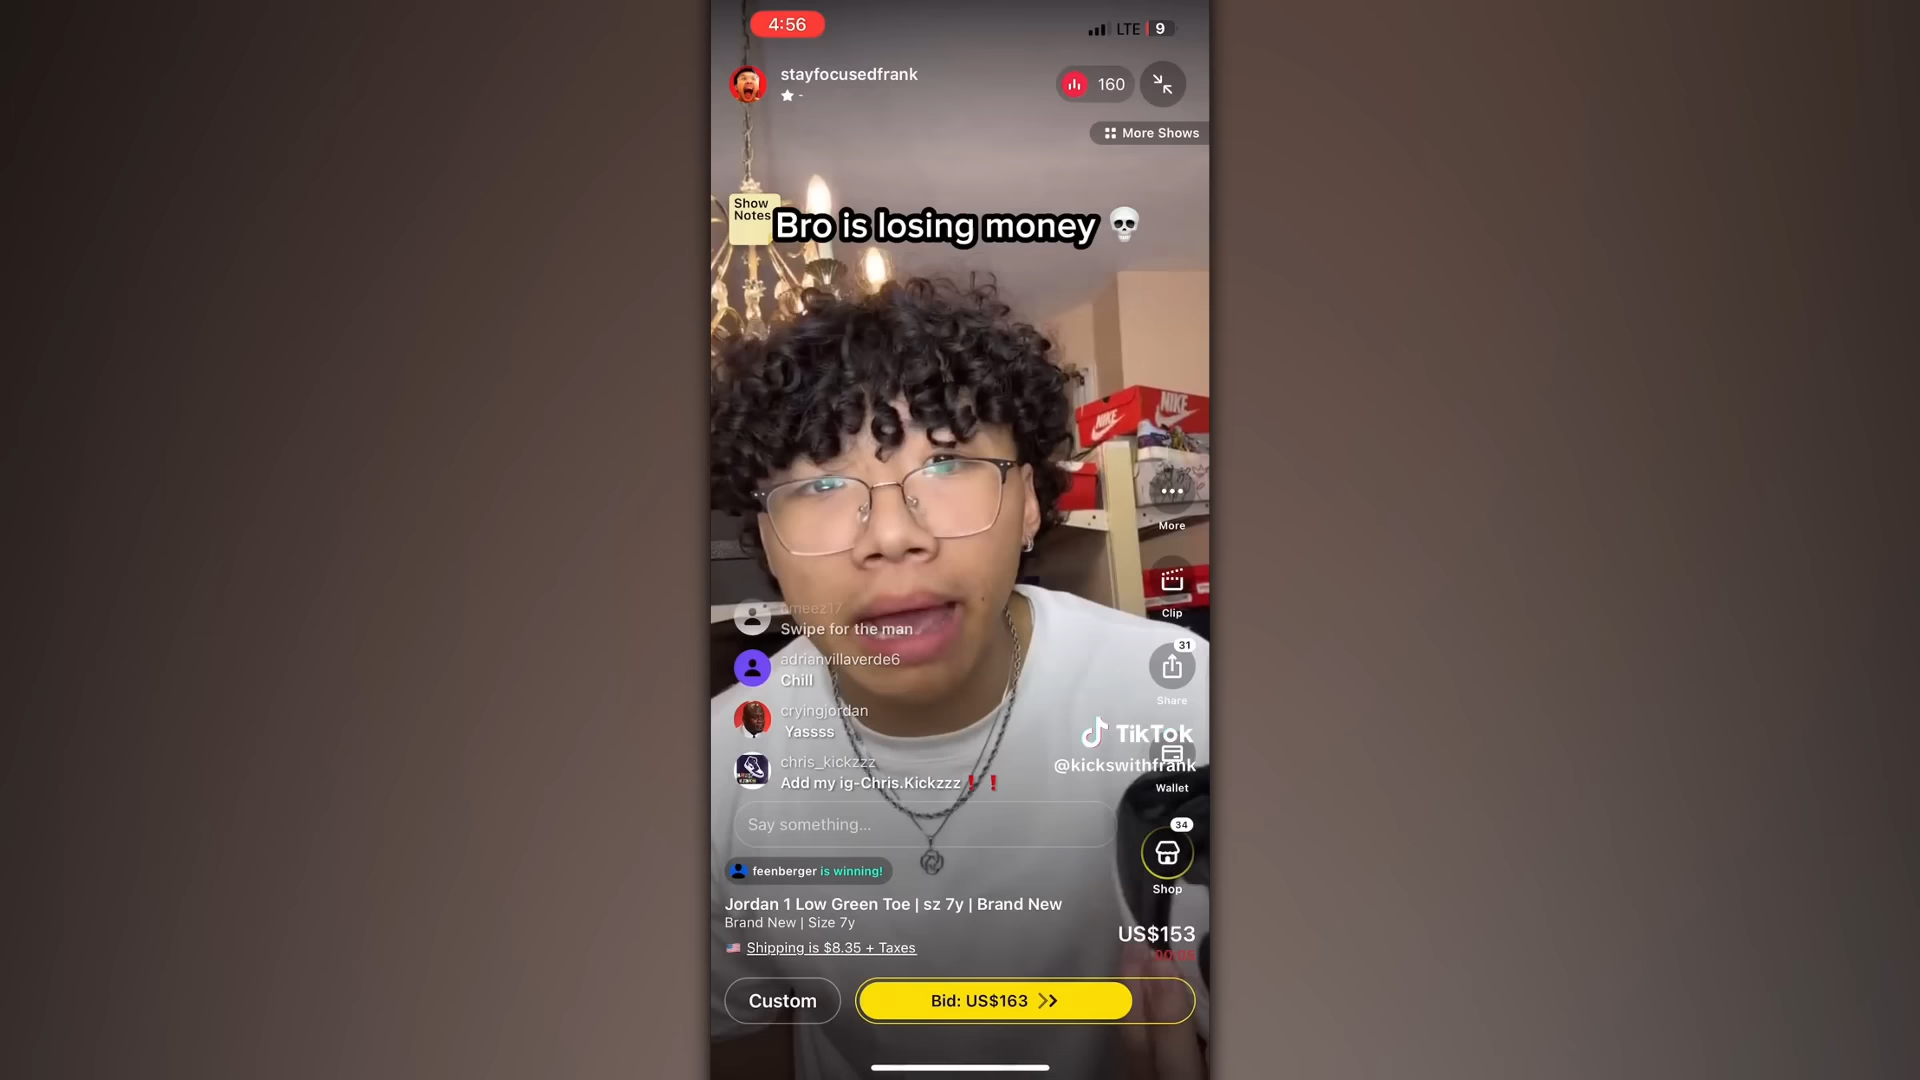 4:56
LTE 9
stayfocusedfrank
-
160
More Shows
Show
Notes
Bro is losing money 💀
NIKE
NIKE
More
Clip
Swipe for the man
adrianvillaverde6
Chill
31
Share
cryingjordan
Yassss
TikTok
@kickswithfrank
chris_kickzzz
Add my ig-Chris.Kickzzz❗❗
Wallet
Say something...
34
Shop
feenberger is winning!
Jordan 1 Low Green Toe | sz 7y | Brand New
Brand New | Size 7y
US$153
Shipping is $8.35 + Taxes
Custom
Bid: US$163